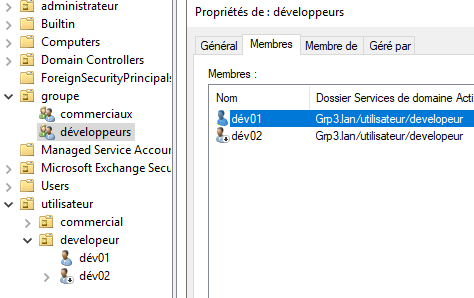 administrateur
Builtin
Computers
Domain Controllers
ForeignSecurityPrincipals
groupe
commerciaux
développeurs
Managed Service Accour
Microsoft Exchange Secu
Users
utilisateur
commercial
developeur
dév01
dév02
Propriétés de : développeurs
Général
Membres
Membre de
Géré par
Membres :
Nom
Dossier Services de domaine Acti
dév01
Grp3.lan/utilisateur/developeur
dév02
Grp3.lan/utilisateur/developeur